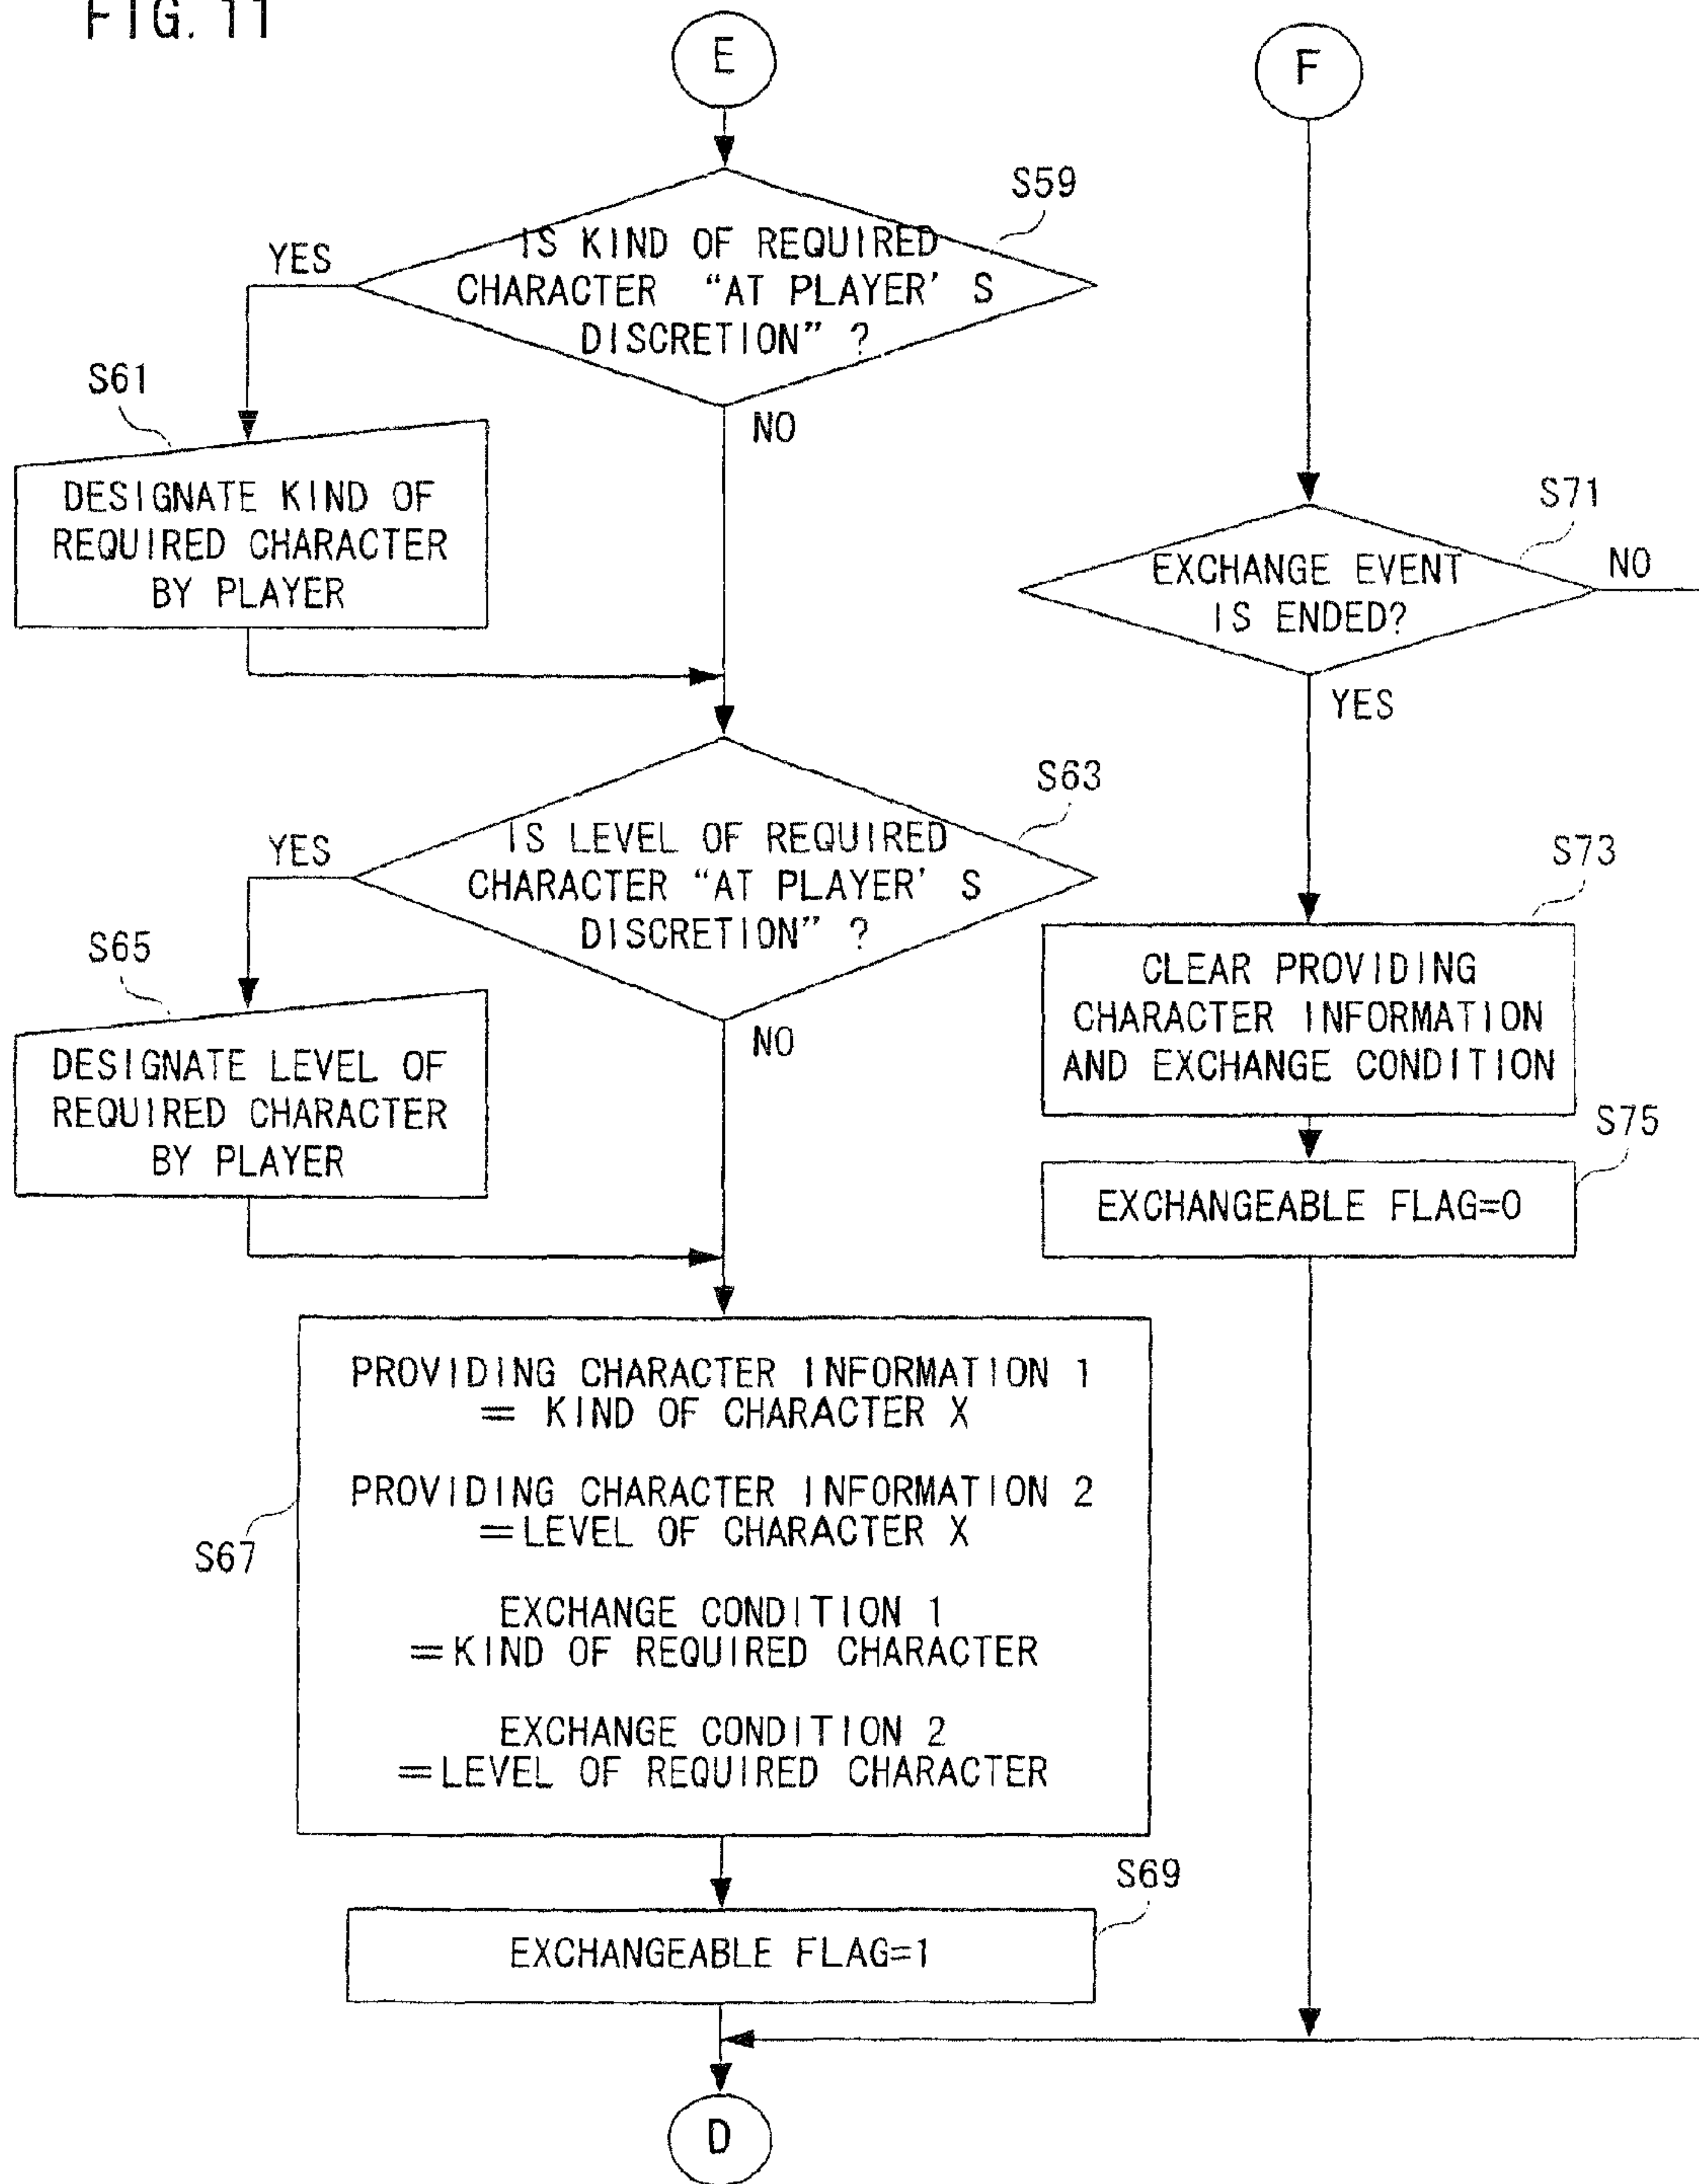 FIG. 11
E
F
S59
IS KIND OF REQUIRED
CHARACTER "AT PLAYER' S
DISCRETION" ?
YES
NO
S61
DESIGNATE KIND OF
REQUIRED CHARACTER
BY PLAYER
S71
EXCHANGE EVENT
IS ENDED?
NO
YES
S63
IS LEVEL OF REQUIRED
CHARACTER "AT PLAYER' S
DISCRETION" ?
YES
NO
S65
DESIGNATE LEVEL OF
REQUIRED CHARACTER
BY PLAYER
S73
CLEAR PROVIDING
CHARACTER INFORMATION
AND EXCHANGE CONDITION
S75
EXCHANGEABLE FLAG=0
S67
PROVIDING CHARACTER INFORMATION 1
= KIND OF CHARACTER X
PROVIDING CHARACTER INFORMATION 2
=LEVEL OF CHARACTER X
EXCHANGE CONDITION 1
=KIND OF REQUIRED CHARACTER
EXCHANGE CONDITION 2
=LEVEL OF REQUIRED CHARACTER
S69
EXCHANGEABLE FLAG=1
D